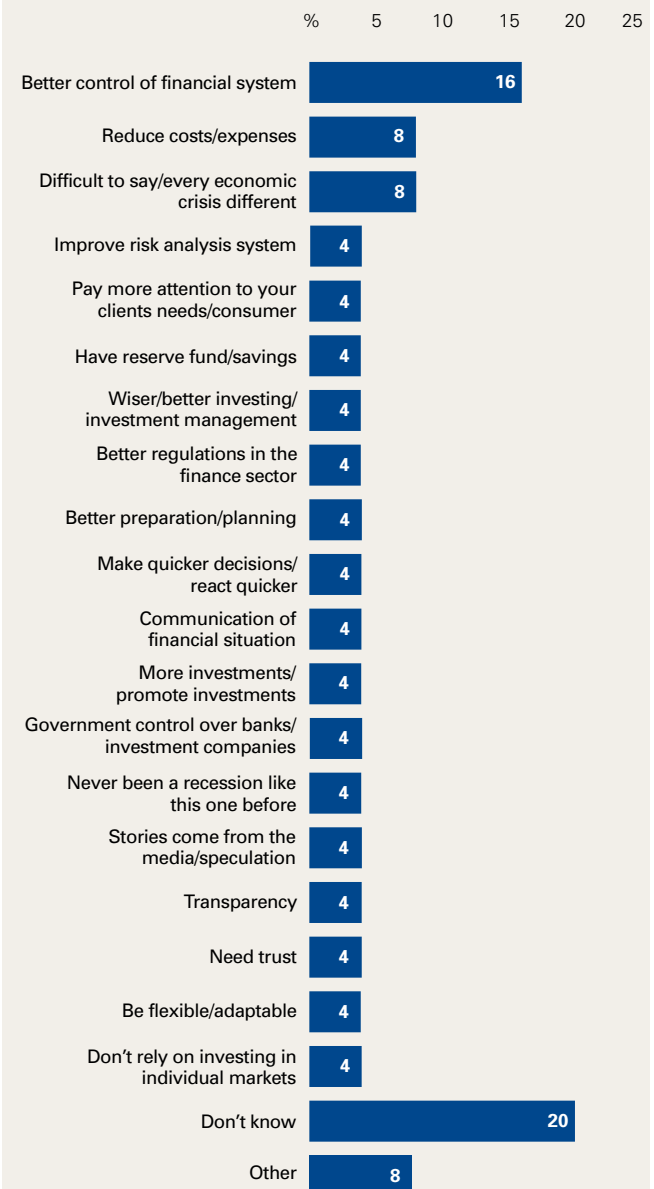 % 5 10 15 20 25
Better control of financial system 16
Reduce costs/expenses 8
Difficult to say/every economic
crisis different 8
Improve risk analysis system 4
Pay more attention to your
clients needs/consumer 4
Have reserve fund/savings 4
Wiser/better investing/
investment management 4
Better regulations in the
finance sector 4
Better preparation/planning 4
Make quicker decisions/
react quicker 4
Communication of
financial situation 4
More investments/
promote investments 4
Government control over banks/
investment companies 4
Never been a recession like
this one before 4
Stories come from the
media/speculation 4
Transparency 4
Need trust 4
Be flexible/adaptable 4
Don’t rely on investing in
individual markets 4
Don’t know 20
Other 8